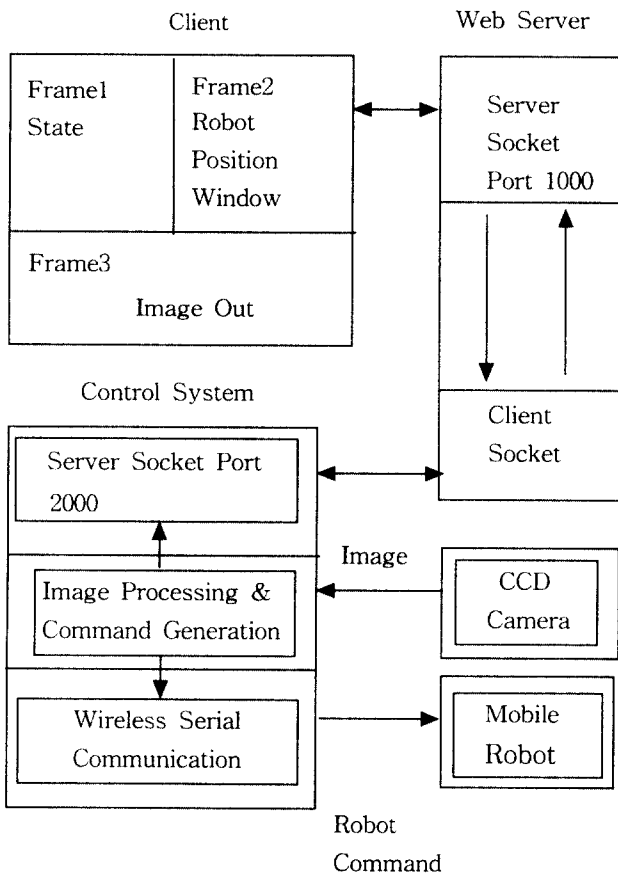 Client
Web Server
Frame1
State
Frame2
Robot
Position
Window
Frame3
Image Out
Server
Socket
Port 1000
Client
Socket
Control System
Server Socket Port
2000
Image Processing &
Command Generation
Wireless Serial
Communication
Image
CCD
Camera
Mobile
Robot
Robot
Command